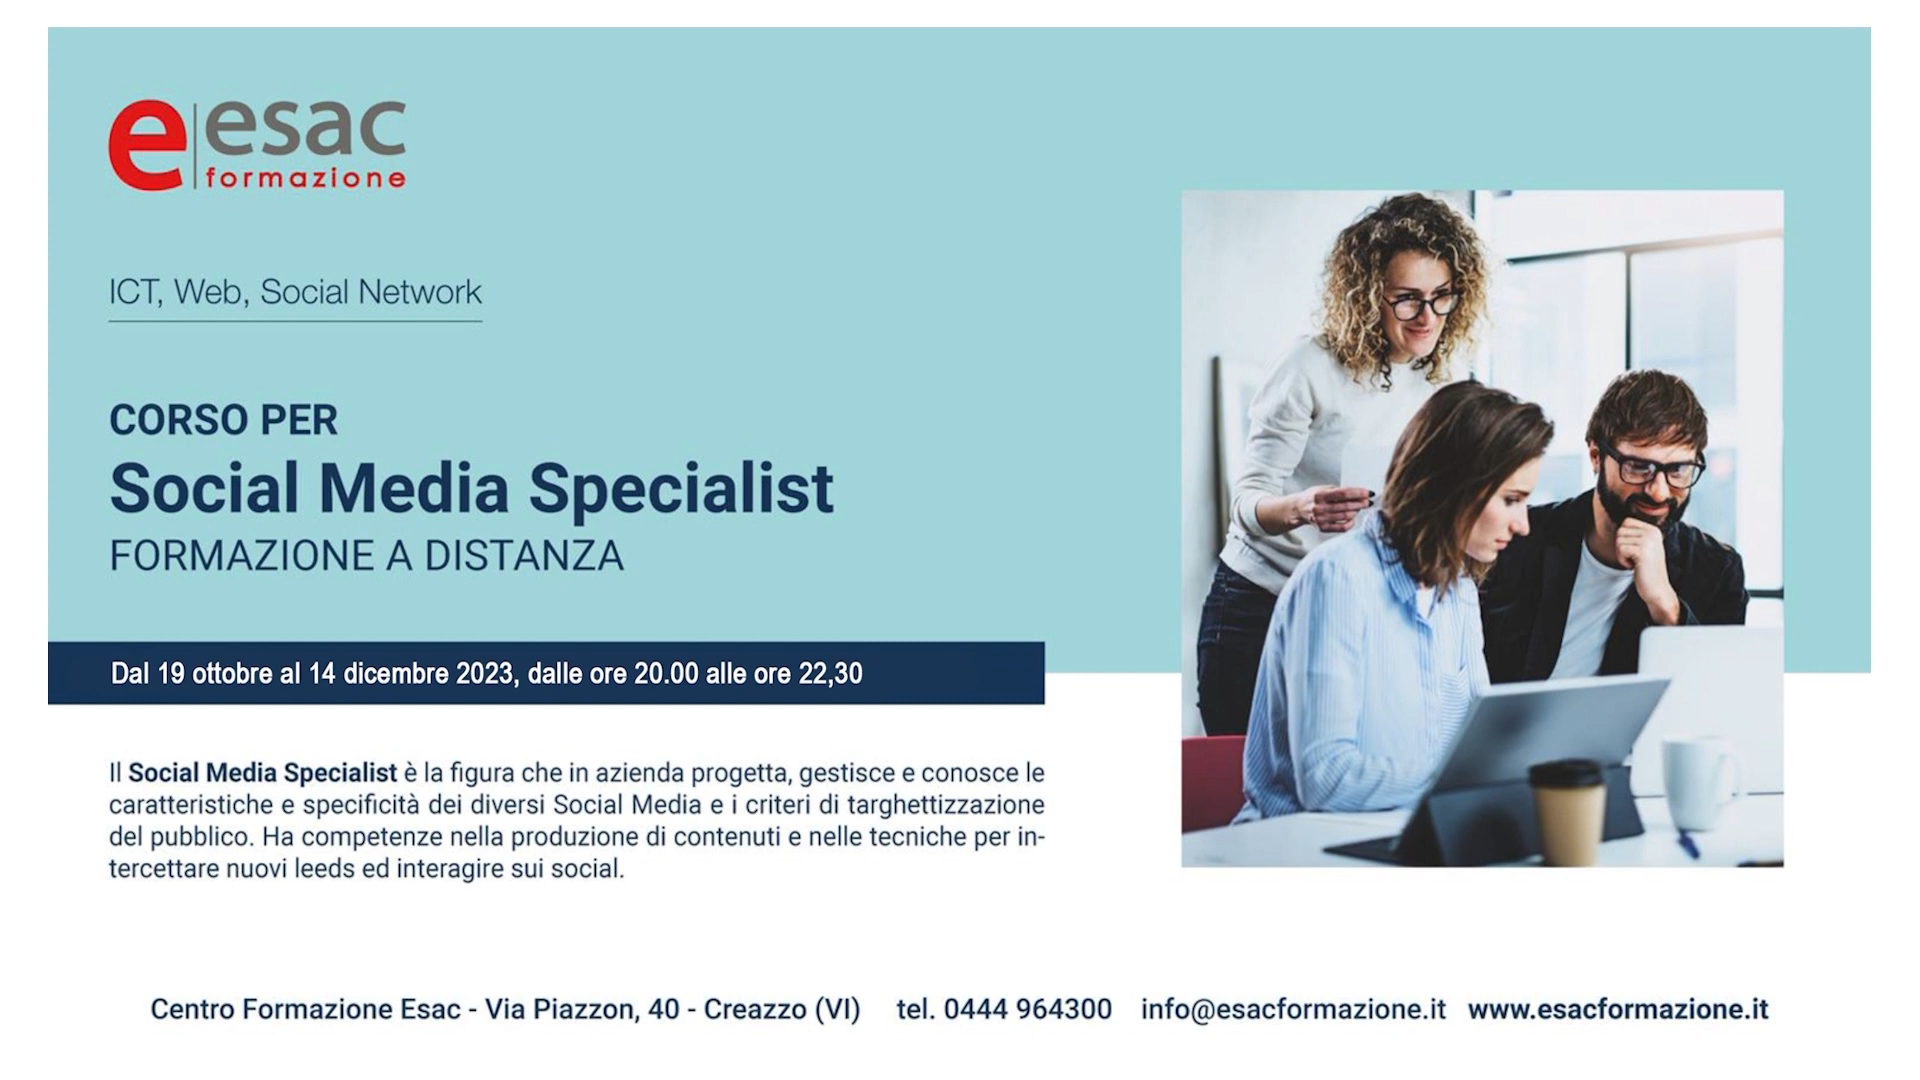 e esac
formazione
ICT, Web, Social Network
CORSO PER
Social Media Specialist
FORMAZIONE A DISTANZA
Dal 19 ottobre al 14 dicembre 2023, dalle ore 20.00 alle ore 22,30
Il Social Media Specialist è la figura che in azienda progetta, gestisce e conosce le
caratteristiche e specificità dei diversi Social Media e i criteri di targhettizzazione
del pubblico. Ha competenze nella produzione di contenuti e nelle tecniche per in-
tercettare nuovi leeds ed interagire sui social.
Centro Formazione Esac - Via Piazzon, 40 - Creazzo (VI) tel. 0444 964300 info@esacformazione.it www.esacformazione.it